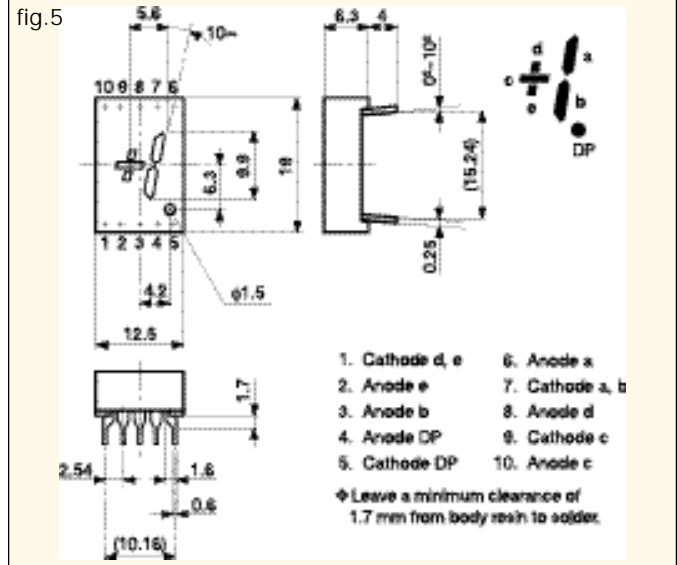 fig.5
5.6
10∞
6.3 4
10 9 8 7 6
0°~10°
d
a
c
e
b
DP
9.9
6.3
19
(15.24)
0.25
1 2 3 4 5
4.2
φ1.5
12.5
1.7
2.54
1.6
0.6
(10.16)
1. Cathode d, e
2. Anode e
3. Anode b
4. Anode DP
5. Cathode DP
6. Anode a
7. Cathode a, b
8. Anode d
9. Cathode c
10. Anode c
❖ Leave a minimum clearance of
1.7 mm from body resin to solder.